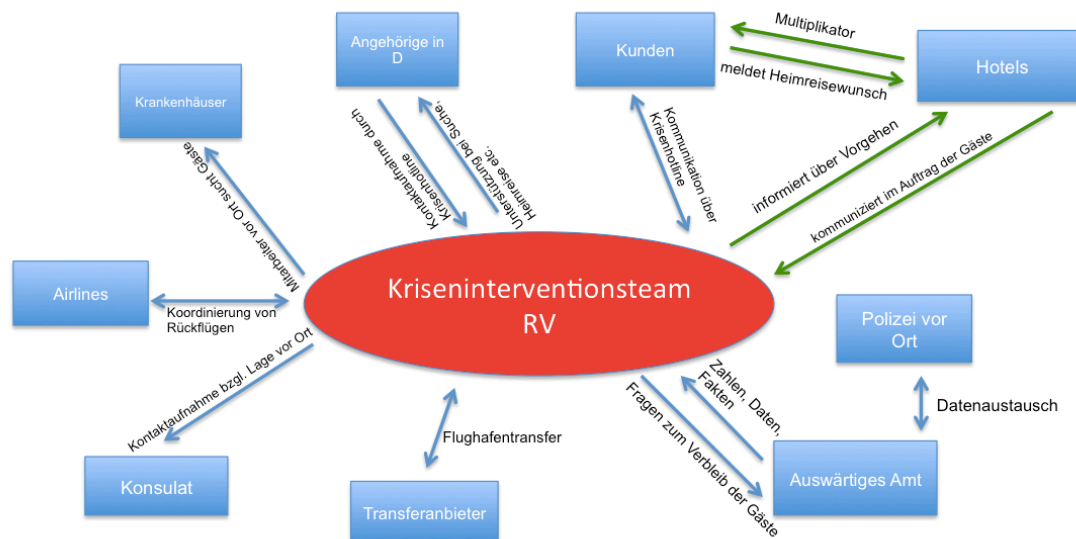 Angehörige in
D
Kunden
Multiplikator
meldet Heimreisewunsch
Hotels
Krankenhäuser
Mitarbeiter vor Ort sucht Gäste
Kontaktaufnahme durch
Krisenhotline
Unterstützung bei Suche,
Heimreise etc.
Kommunikation über
Krisenhotline
informiert über Vorgehen
kommuniziert im Auftrag der Gäste
Airlines
Koordinierung von
Rückflügen
Kriseninterventionsteam
RV
Polizei vor
Ort
Kontaktaufnahme bzgl. Lage vor Ort
Zahlen, Daten,
Fakten
Fragen zum Verbleib der Gäste
Datenaustausch
Flughafentransfer
Konsulat
Transferanbieter
Auswärtiges Amt